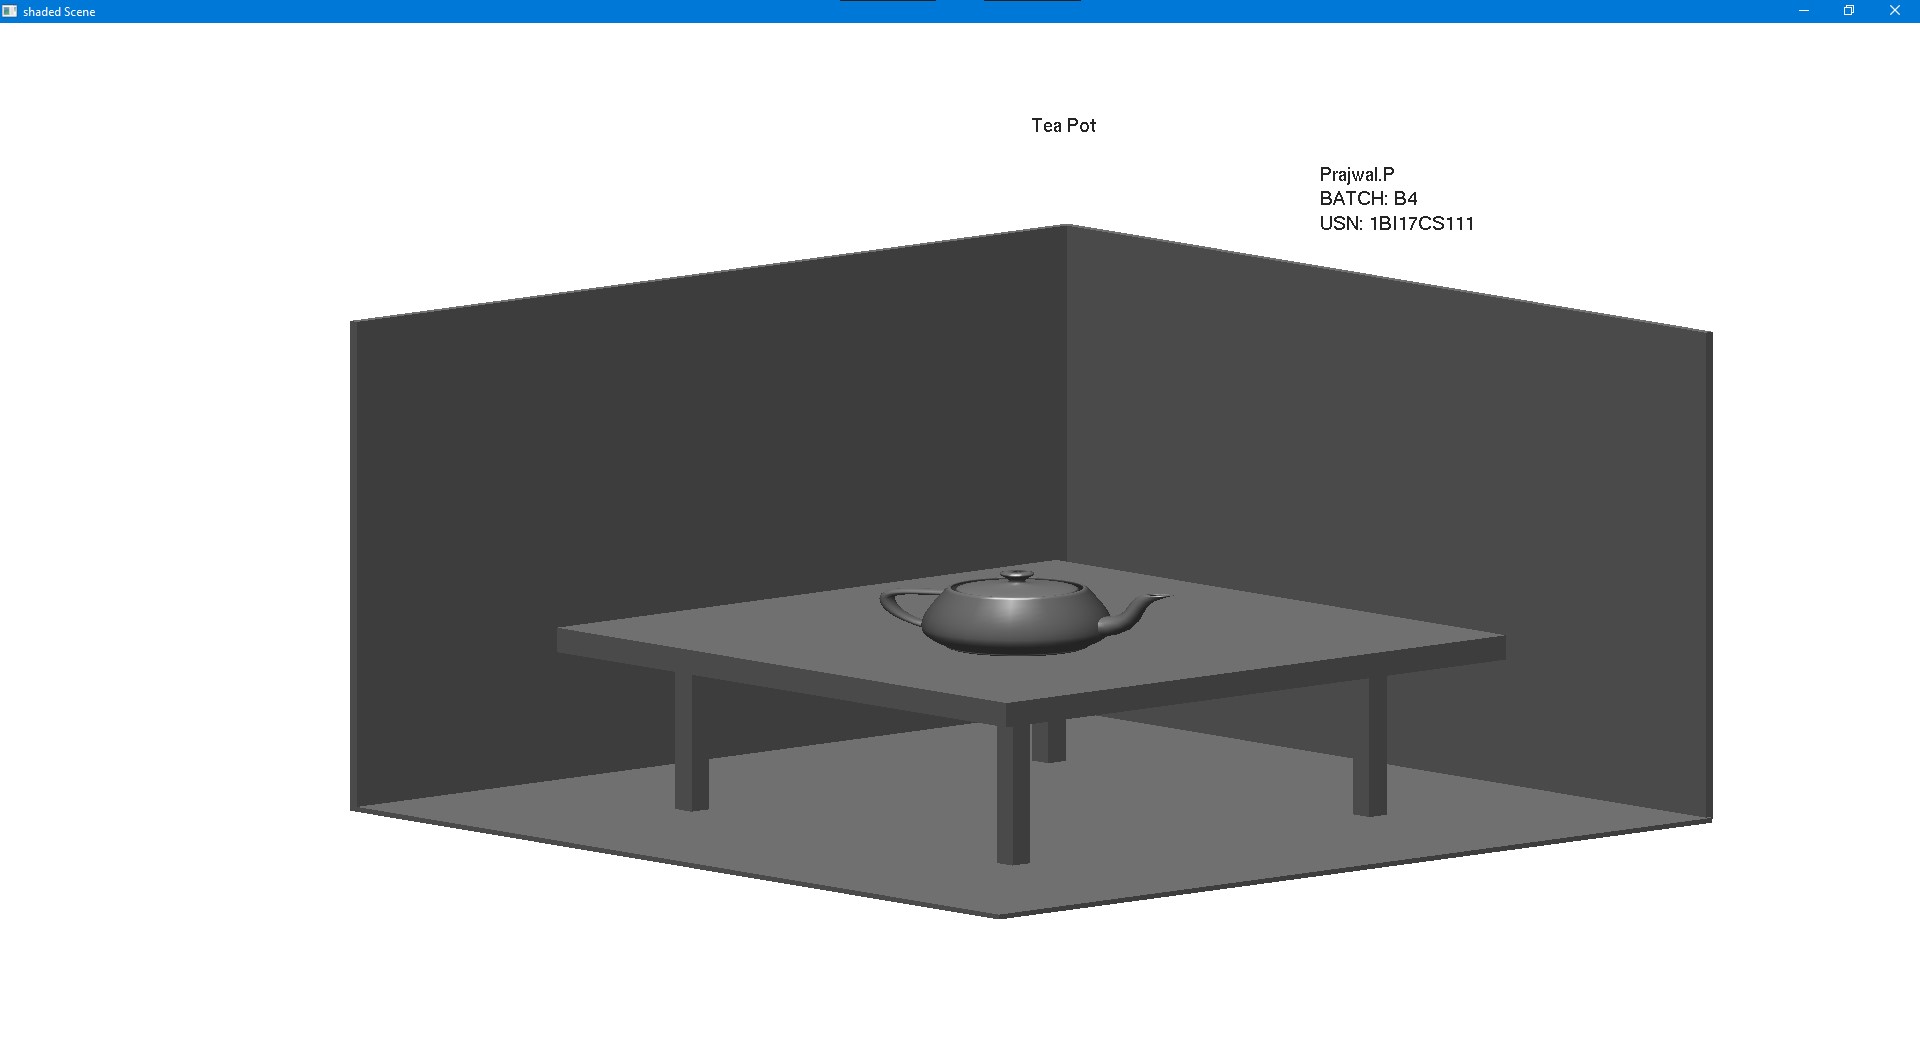 shaded Scene
Tea Pot
Prajwal.P
BATCH: B4
USN: 1BI17CS111